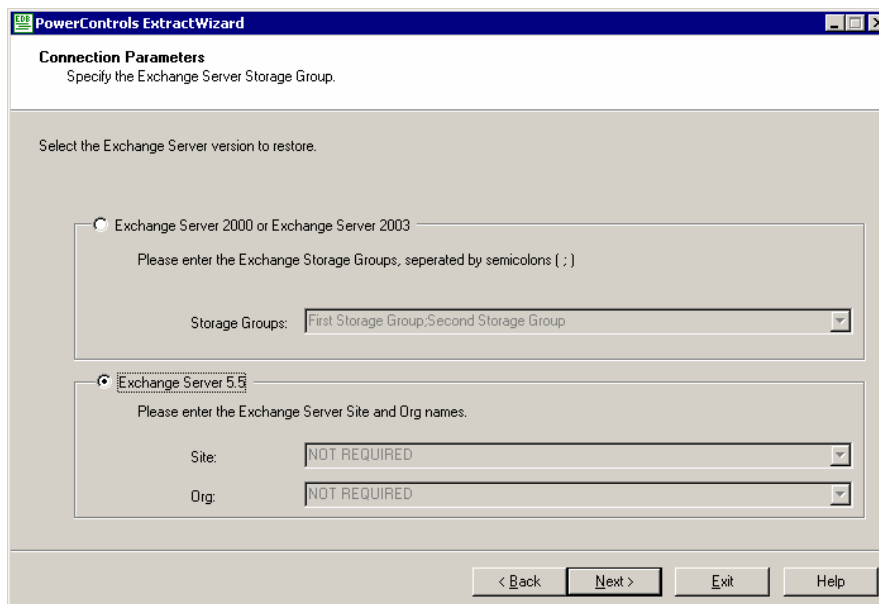 EDB PowerControls ExtractWizard
Connection Parameters
Specify the Exchange Server Storage Group.
Select the Exchange Server version to restore.
Exchange Server 2000 or Exchange Server 2003
Please enter the Exchange Storage Groups, seperated by semicolons ( ; )
Storage Groups: First Storage Group;Second Storage Group
Exchange Server 5.5
Please enter the Exchange Server Site and Org names.
Site: NOT REQUIRED
Org: NOT REQUIRED
< Back Next > Exit Help